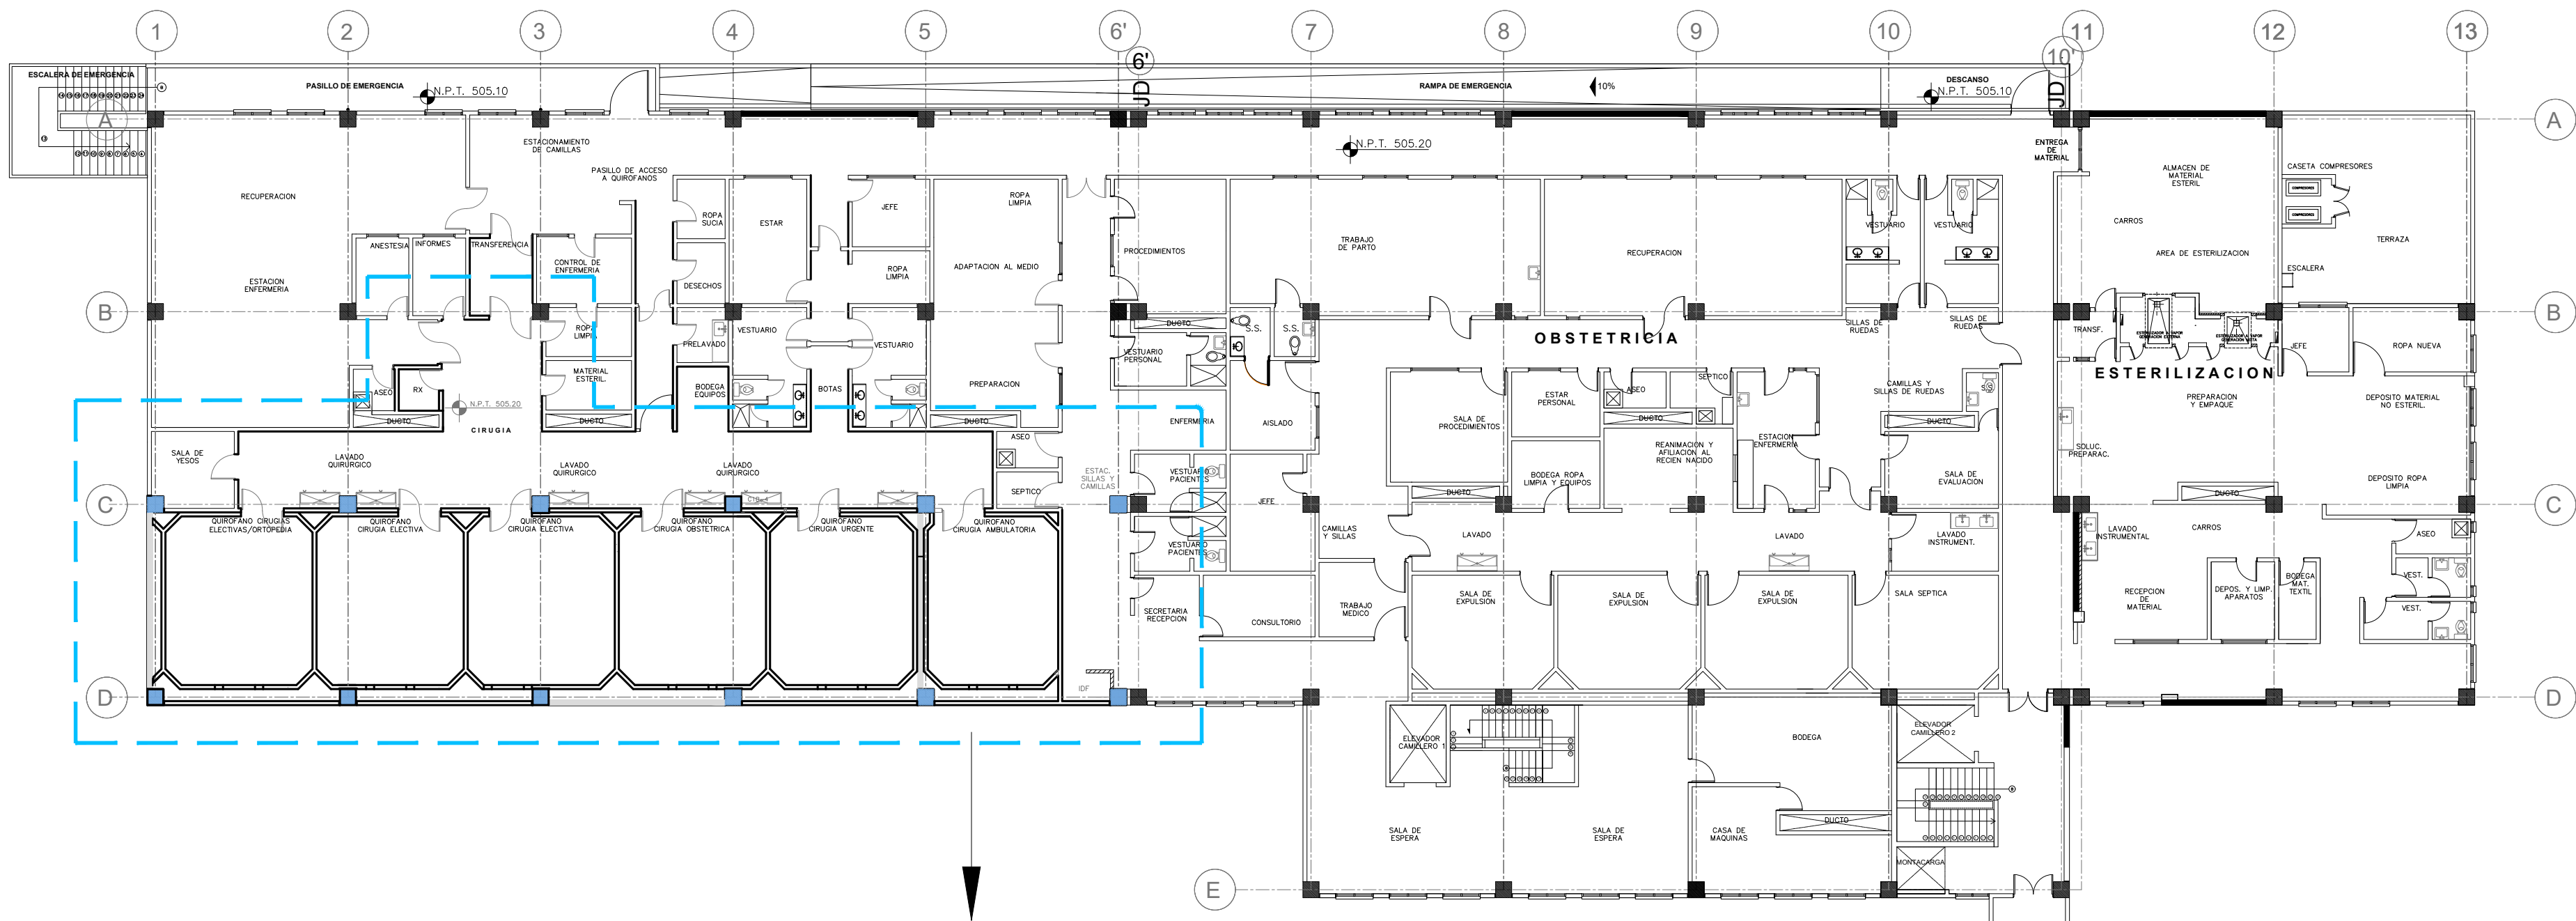 1 2 3 4 5 6' 7 8 9 10 11 12 13
6' 10'
JD JD
ESCALERA DE EMERGENCIA
PASILLO DE EMERGENCIA
N.P.T. 505.10
RAMPA DE EMERGENCIA
10%
DESCANSO
N.P.T. 505.10
A A
N.P.T. 505.20
ESTACIONAMIENTO
DE CAMILLAS
PASILLO DE ACCESO
A QUIROFANOS
RECUPERACION
ROPA
SUCIA
ESTAR
JEFE
ROPA
LIMPIA
ENTREGA
DE
MATERIAL
ALMACEN DE
MATERIAL
ESTERIL
CASETA COMPRESORES
COMPRESORES
COMPRESORES
CARROS
TERRAZA
AREA DE ESTERILIZACION
ESCALERA
ANESTESIA
INFORMES
TRANSFERENCIA
CONTROL DE
ENFERMERIA
DESECHOS
ROPA
LIMPIA
ADAPTACION AL MEDIO
PROCEDIMIENTOS
TRABAJO
DE PARTO
RECUPERACION
VESTUARIO
VESTUARIO
ESTACION
ENFERMERIA
B B
ROPA
LIMPIA
PRELAVADO
VESTUARIO
VESTUARIO
DUCTO
VESTUARIO
PERSONAL
S.S.
S.S.
OBSTETRICIA
SILLAS DE
RUEDAS
SILLAS DE
RUEDAS
TRANSF.
JEFE
ROPA NUEVA
ESTERILIZACION
ASEO
RX
MATERIAL
ESTERIL.
BODEGA
EQUIPOS
BOTAS
PREPARACION
ESTAR
PERSONAL
ASEO
SEPTICO
CAMILLAS Y
SILLAS DE RUEDAS
S.S.
PREPARACION
Y EMPAQUE
DEPOSITO MATERIAL
NO ESTERIL.
N.P.T. 505.20
DUCTO
CIRUGIA
DUCTO
DUCTO
ENFERMERIA
AISLADO
SALA DE
PROCEDIMIENTOS
DUCTO
ESTACION
ENFERMERIA
DUCTO
SALA DE
YESOS
LAVADO
QUIRURGICO
LAVADO
QUIRURGICO
LAVADO
QUIRURGICO
ASEO
SEPTICO
ESTAC.
SILLAS Y
CAMILLAS
VESTUARIO
PACIENTES
JEFE
BODEGA ROPA
LIMPIA Y EQUIPOS
REANIMACION Y
AFILIACION AL
RECIEN NACIDO
SALA DE
EVALUACION
SOLUC.
PREPARAC.
DEPOSITO ROPA
LIMPIA
DUCTO
DUCTO
C C
QUIROFANO CIRUGIAS
ELECTIVAS/ORTOPEDIA
QUIROFANO
CIRUGIA ELECTIVA
QUIROFANO
CIRUGIA ELECTIVA
QUIROFANO
CIRUGIA OBSTETRICA
QUIROFANO
CIRUGIA URGENTE
QUIROFANO
CIRUGIA AMBULATORIA
VESTUARIO
PACIENTES
CAMILLAS
Y SILLAS
LAVADO
LAVADO
LAVADO
INSTRUMENT.
LAVADO
INSTRUMENTAL
CARROS
ASEO
SECRETARIA
RECEPCION
CONSULTORIO
TRABAJO
MEDICO
SALA DE
EXPULSION
SALA DE
EXPULSION
SALA DE
EXPULSION
SALA SEPTICA
RECEPCION
DE
MATERIAL
DEPOS. Y LIMP.
APARATOS
BODEGA
MAT.
TEXTIL
VEST.
VEST.
IDF
D D
ELEVADOR
CAMILLERO 1
BODEGA
ELEVADOR
CAMILLERO 2
SALA DE
ESPERA
SALA DE
ESPERA
CASA DE
MAQUINAS
DUCTO
MONTACARGA
E